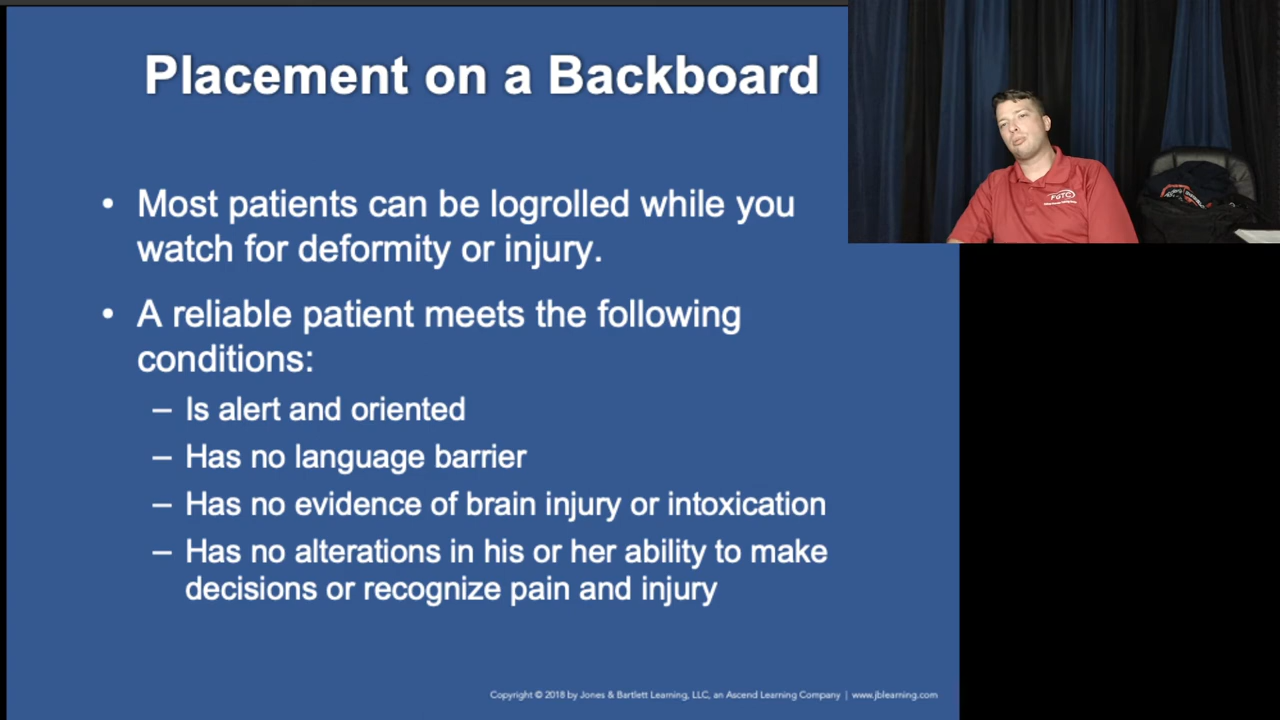 Placement on a Backboard
• Most patients can be logrolled while you
watch for deformity or injury.
• A reliable patient meets the following
conditions:
– Is alert and oriented
– Has no language barrier
– Has no evidence of brain injury or intoxication
– Has no alterations in his or her ability to make
decisions or recognize pain and injury
Copyright © 2018 by Jones & Bartlett Learning, LLC, an Ascend Learning Company | www.jblearning.com
FGTC